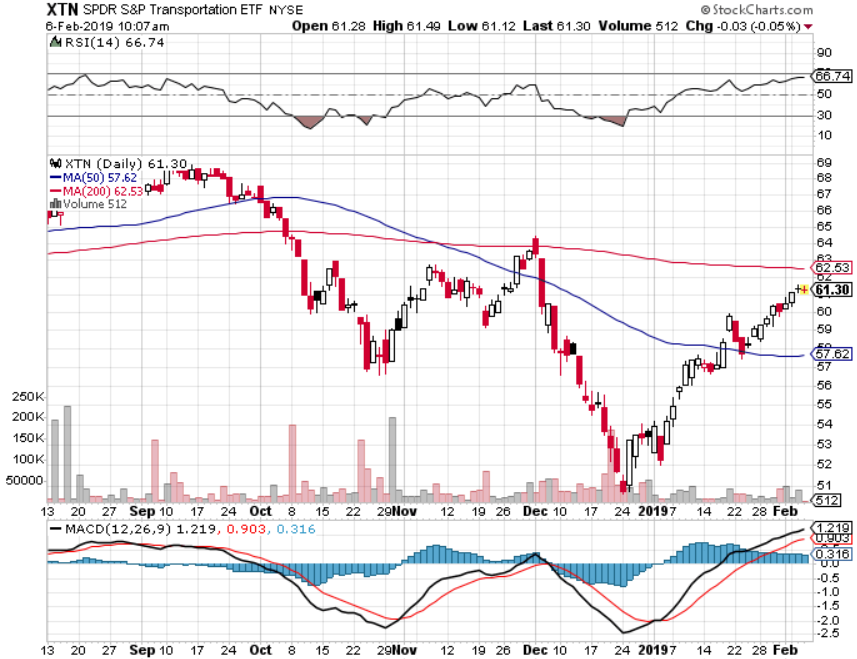 XTN SPDR S&P Transportation ETF NYSE © StockCharts.com
6-Feb-2019 10:07am Open 61.28 High 61.49 Low 61.12 Last 61.30 Volume 512 Chg -0.03 (-0.05%)
RSI(14) 66.74
90
66.74
50
30
10
XTN (Daily) 61.30
MA(50) 57.62
MA(200) 62.53
Volume 512
69
68
67
66
65
64
63
62.53
62
61.30
60
59
58
57.62
57
56
55
54
53
52
51
512
250K
200K
150K
100K
50000
13 20 27 Sep 10 17 24 Oct 8 15 22 Nov 12 19 26 Dec 10 17 24 2019 7 14 22 28 Feb
MACD(12,26,9) 1.219, 0.903, 0.316
1.219
0.903
0.316
0.0
-0.5
-1.0
-1.5
-2.0
-2.5
13 20 27 Sep 10 17 24 Oct 8 15 22 Nov 12 19 26 Dec 10 17 24 2019 7 14 22 28 Feb